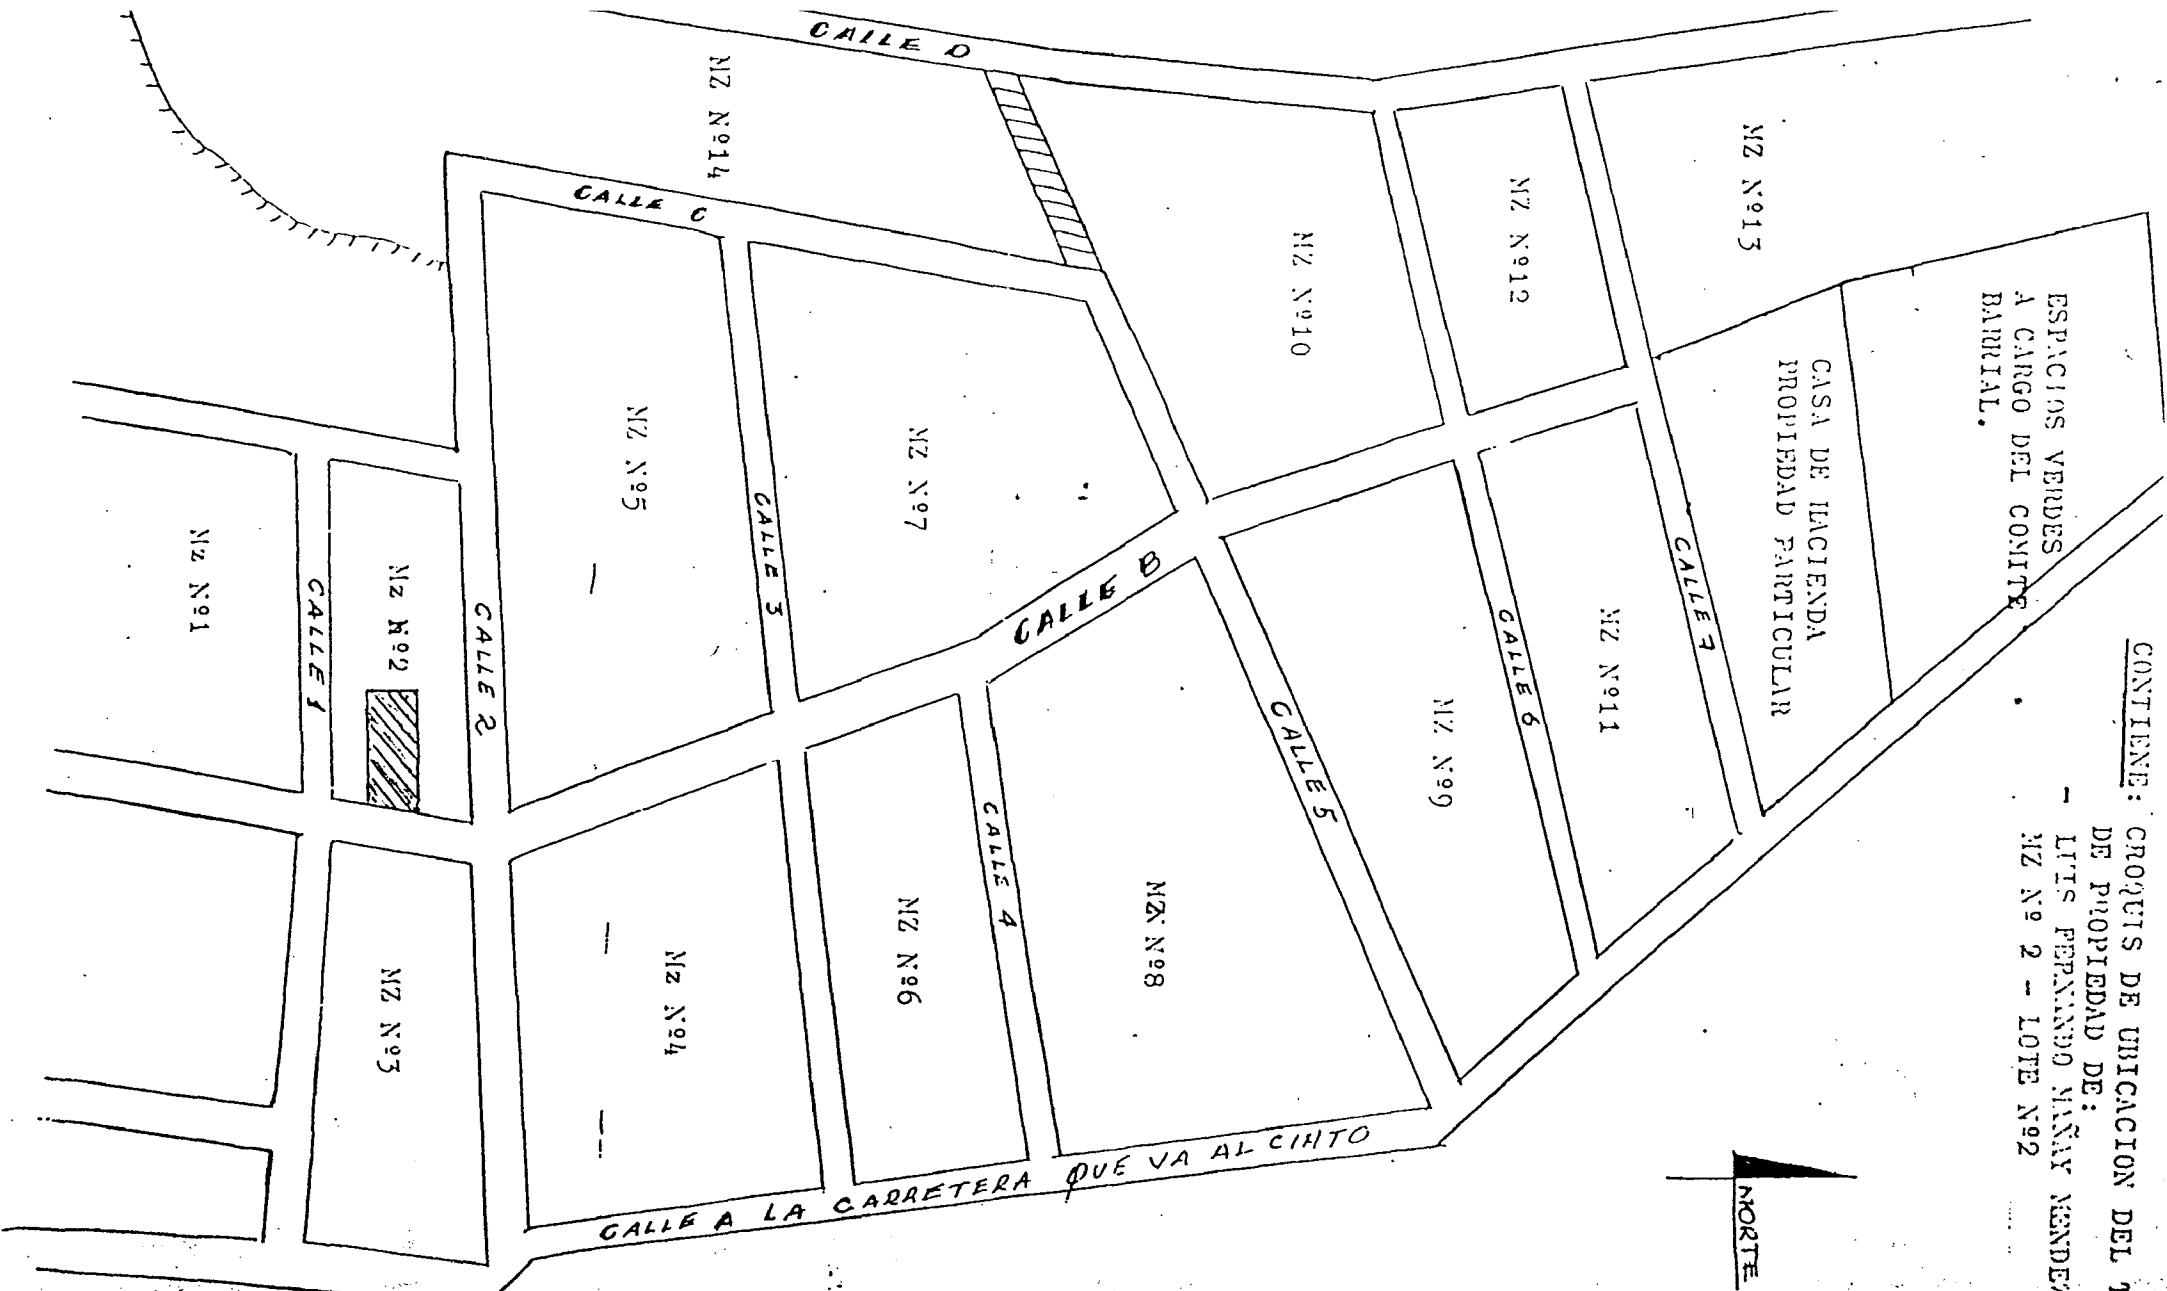 CONTIENE: CROQUIS DE UBICACION DEL
DE PROPIEDAD DE:
- LUIS FERNANDO MENDEZ
MZ Nº 2 - LOTE Nº2
ESPACIOS VERDES
A CARGO DEL COMITE
BARRIAL.
CASA DE HACIENDA
PROPIEDAD PARTICULAR
MZ Nº13
CALLE 7
MZ Nº12
MZ Nº11
CALLE 6
MZ Nº10
MZ Nº9
CALLE 5
CALLE D
MZ Nº14
CALLE C
MZ Nº7
CALLE B
MZ Nº8
CALLE 4
MZ Nº6
CALLE 3
MZ Nº5
Mz Nº4
CALLE 2
Mz Nº2
MZ Nº3
CALLE 1
Mz Nº1
CALLE A LA CARRETERA QUE VA AL CINTO
NORTE